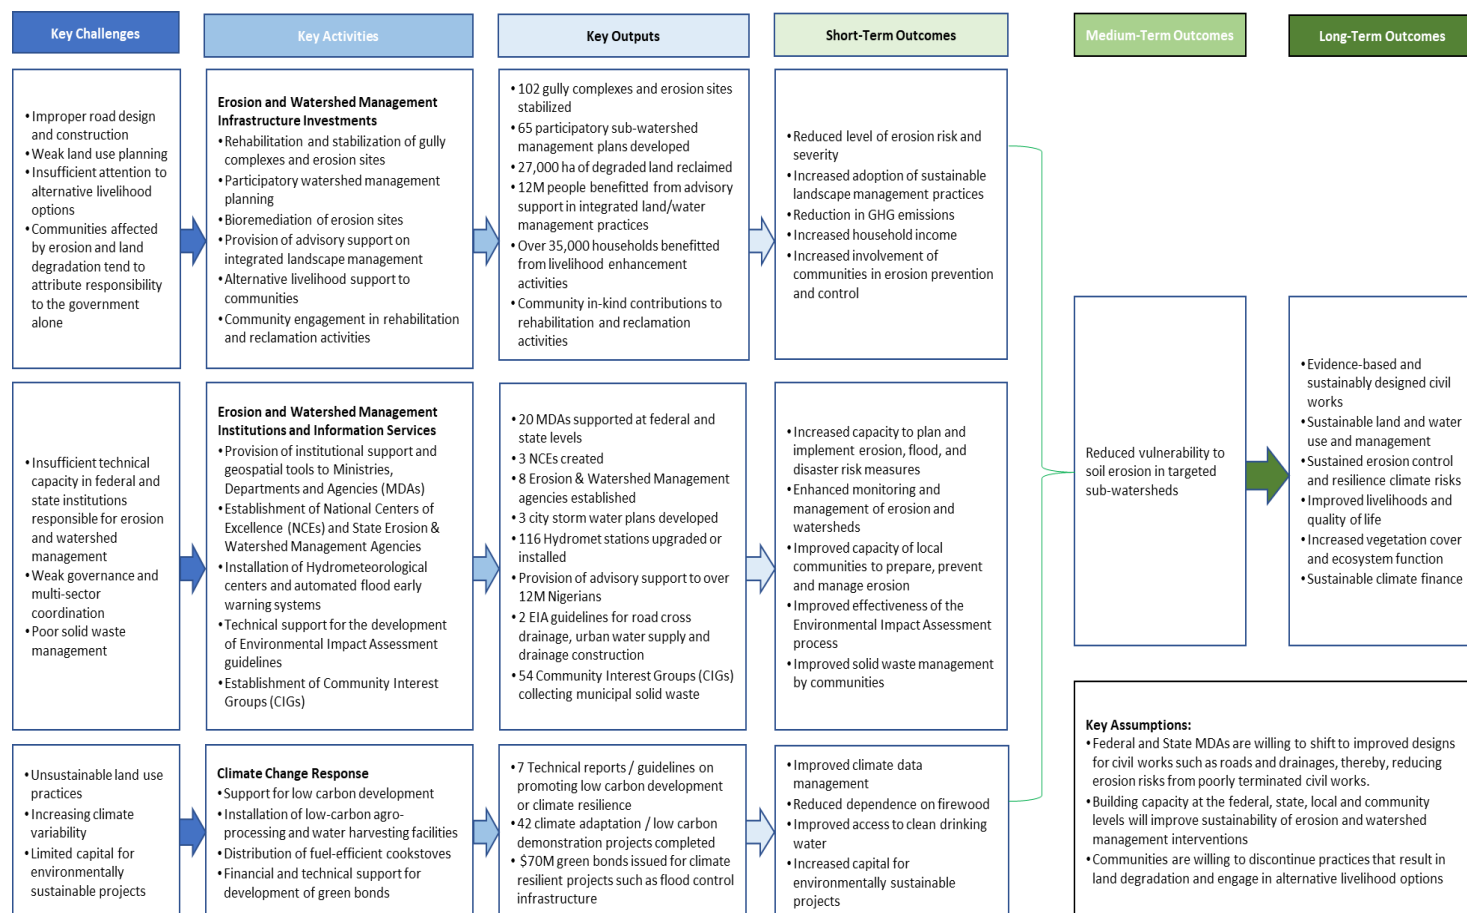 Key Challenges
Key Activities
Key Outputs
Short-Term Outcomes
Medium-Term Outcomes
Long-Term Outcomes
•Improper road design
and construction
•Weak land use planning
•Insufficient attention to
alternative livelihood
options
•Communities affected
by erosion and land
degradation tend to
attribute responsibility
to the government
alone
Erosion and Watershed Management
Infrastructure Investments
•Rehabilitation and stabilization of gully
complexes and erosion sites
•Participatory watershed management
planning
•Bioremediation of erosion sites
•Provision of advisory support on
integrated landscape management
•Alternative livelihood support to
communities
•Community engagement in rehabilitation
and reclamation activities
•102 gully complexes and erosion sites
stabilized
•65 participatory sub-watershed
management plans developed
•27,000 ha of degraded land reclaimed
•12M people benefitted from advisory
support in integrated land/water
management practices
•Over 35,000 households benefitted
from livelihood enhancement
activities
•Community in-kind contributions to
rehabilitation and reclamation
activities
•Reduced level of erosion risk and
severity
•Increased adoption of sustainable
landscape management practices
•Reduction in GHG emissions
•Increased household income
•Increased involvement of
communities in erosion prevention
and control
•Insufficient technical
capacity in federal and
state institutions
responsible for erosion
and watershed
management
•Weak governance and
multi-sector
coordination
•Poor solid waste
management
Erosion and Watershed Management
Institutions and Information Services
•Provision of institutional support and
geospatial tools to Ministries,
Departments and Agencies (MDAs)
•Establishment of National Centers of
Excellence (NCEs) and State Erosion &
Watershed Management Agencies
•Installation of Hydrometeorological
centers and automated flood early
warning systems
•Technical support for the development
of Environmental Impact Assessment
guidelines
•Establishment of Community Interest
Groups (CIGs)
•20 MDAs supported at federal and
state levels
•3 NCEs created
•8 Erosion & Watershed Management
agencies established
•3 city storm water plans developed
•116 Hydromet stations upgraded or
installed
•Provision of advisory support to over
12M Nigerians
•2 EIA guidelines for road cross
drainage, urban water supply and
drainage construction
•54 Community Interest Groups (CIGs)
collecting municipal solid waste
•Increased capacity to plan and
implement erosion, flood, and
disaster risk measures
•Enhanced monitoring and
management of erosion and
watersheds
•Improved capacity of local
communities to prepare, prevent
and manage erosion
•Improved effectiveness of the
Environmental Impact Assessment
process
•Improved solid waste management
by communities
Reduced vulnerability to
soil erosion in targeted
sub-watersheds
•Evidence-based and
sustainably designed civil
works
•Sustainable land and water
use and management
•Sustained erosion control
and resilience climate risks
•Improved livelihoods and
quality of life
•Increased vegetation cover
and ecosystem function
•Sustainable climate finance
•Unsustainable land use
practices
•Increasing climate
variability
•Limited capital for
environmentally
sustainable projects
Climate Change Response
•Support for low carbon development
•Installation of low-carbon agro-
processing and water harvesting facilities
•Distribution of fuel-efficient cookstoves
•Financial and technical support for
development of green bonds
•7 Technical reports / guidelines on
promoting low carbon development
or climate resilience
•42 climate adaptation / low carbon
demonstration projects completed
•$70M green bonds issued for climate
resilient projects such as flood control
infrastructure
•Improved climate data
management
•Reduced dependence on firewood
•Improved access to clean drinking
water
•Increased capital for
environmentally sustainable
projects
Key Assumptions:
•Federal and State MDAs are willing to shift to improved designs
for civil works such as roads and drainages, thereby, reducing
erosion risks from poorly terminated civil works.
•Building capacity at the federal, state, local and community
levels will improve sustainability of erosion and watershed
management interventions
•Communities are willing to discontinue practices that result in
land degradation and engage in alternative livelihood options